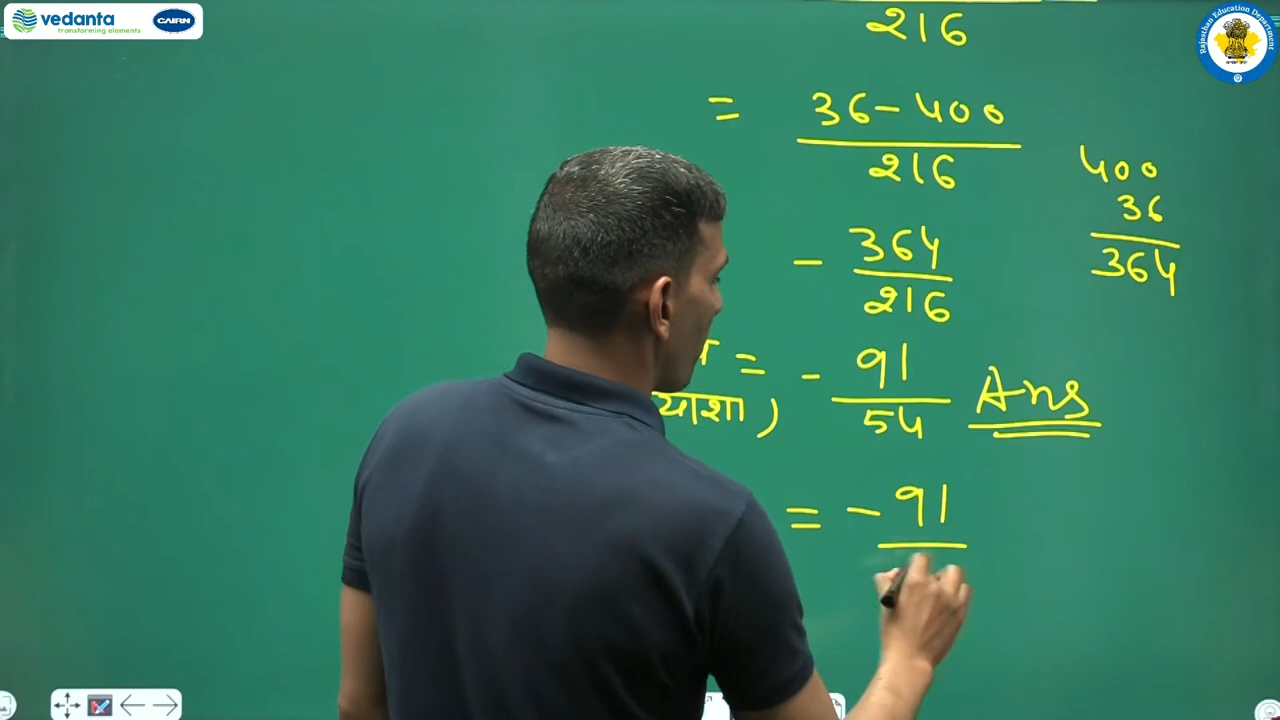 vedanta
transforming elements
CAIRN
Rajasthan Education Department
216
= 36 - 400
216
400
36
364
- 364
216
= - 91
54
Ans
= - 91